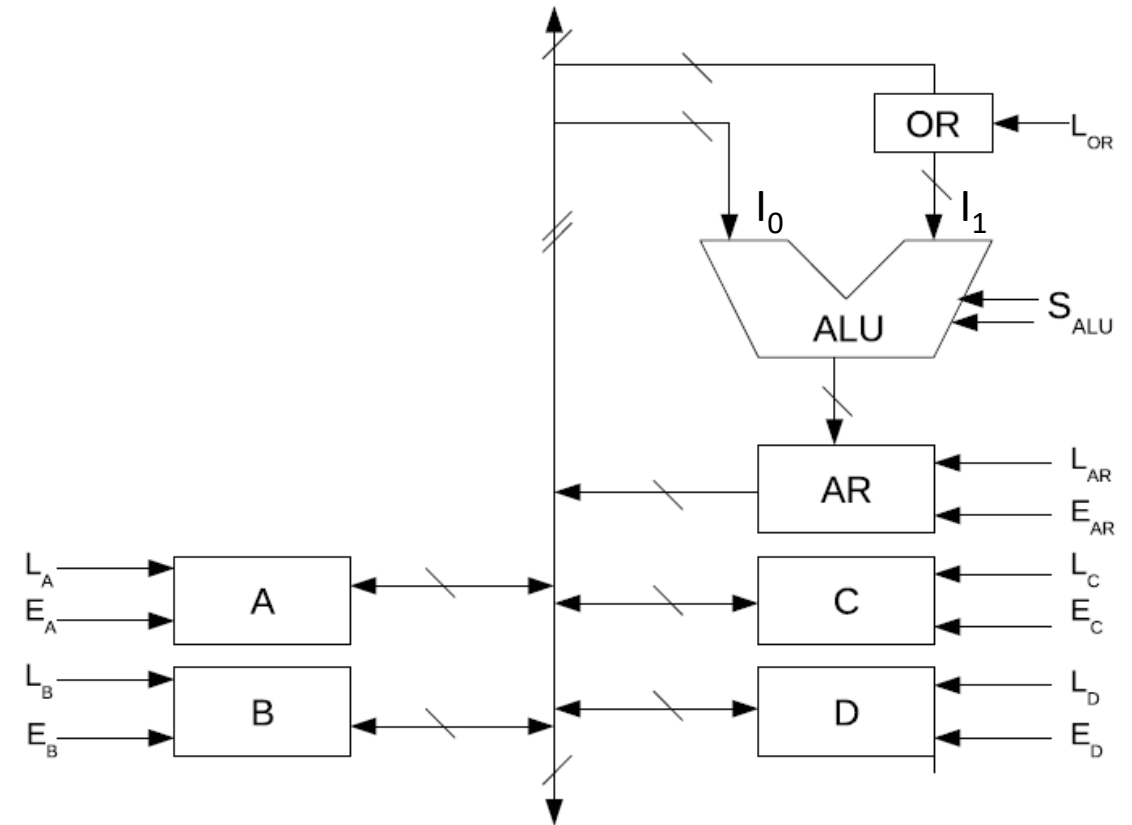 OR
L_OR
I_0
I_1
ALU
S_ALU
AR
L_AR
E_AR
L_A
E_A
A
C
L_C
E_C
L_B
E_B
B
D
L_D
E_D